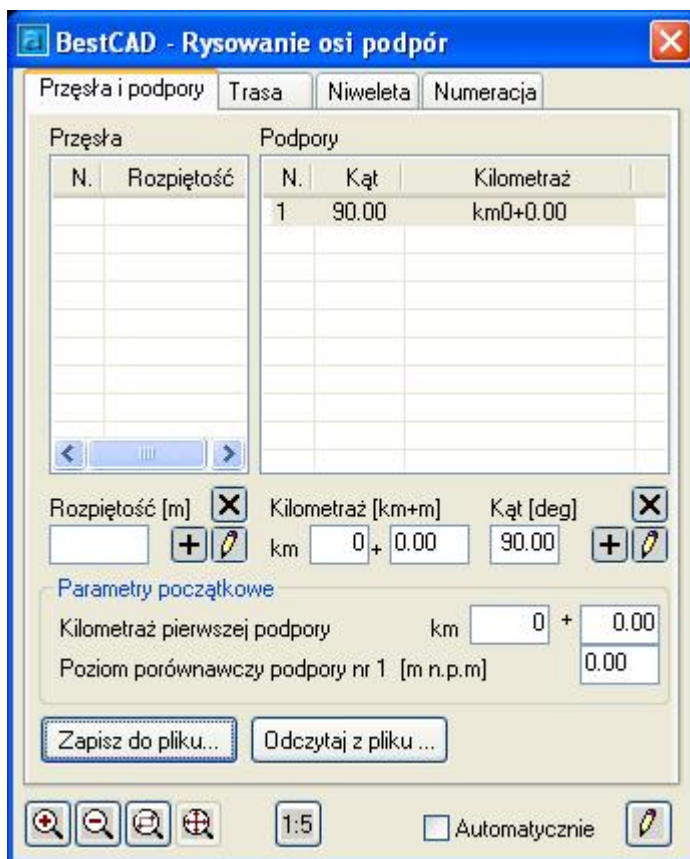 BestCAD - Rysowanie osi podpór
Przęsła i podpory Trasa Niweleta Numeracja
Przęsła Podpory
N. Rozpiętość N. Kąt Kilometraż
1 90.00 km0+0.00
Rozpiętość [m] Kilometraż [km+m] Kąt [deg]
km 0 + 0.00 90.00
Parametry początkowe
Kilometraż pierwszej podpory km 0 + 0.00
Poziom porównawczy podpory nr 1 [m n.p.m] 0.00
Zapisz do pliku... Odczytaj z pliku ...
1:5 Automatycznie